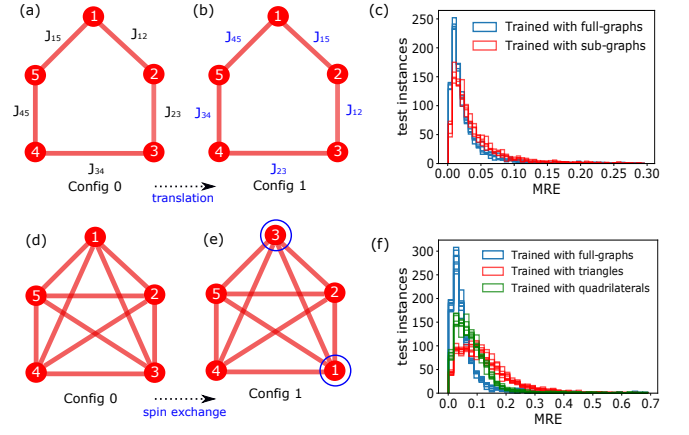 (a)
1
J₁₅
J₁₂
5
2
J₄₅
J₂₃
4
3
J₃₄
Config 0
translation
(b)
1
J₄₅
J₁₅
5
2
J₃₄
J₁₂
4
3
J₂₃
Config 1
(c)
Trained with full-graphs
Trained with sub-graphs
test instances
250
200
150
100
50
0
0.00 0.05 0.10 0.15 0.20 0.25 0.30
MRE
(d)
1
5
2
4
3
Config 0
spin exchange
(e)
3
5
2
4
1
Config 1
(f)
Trained with full-graphs
Trained with triangles
Trained with quadrilaterals
test instances
300
250
200
150
100
50
0
0.0 0.1 0.2 0.3 0.4 0.5 0.6 0.7
MRE